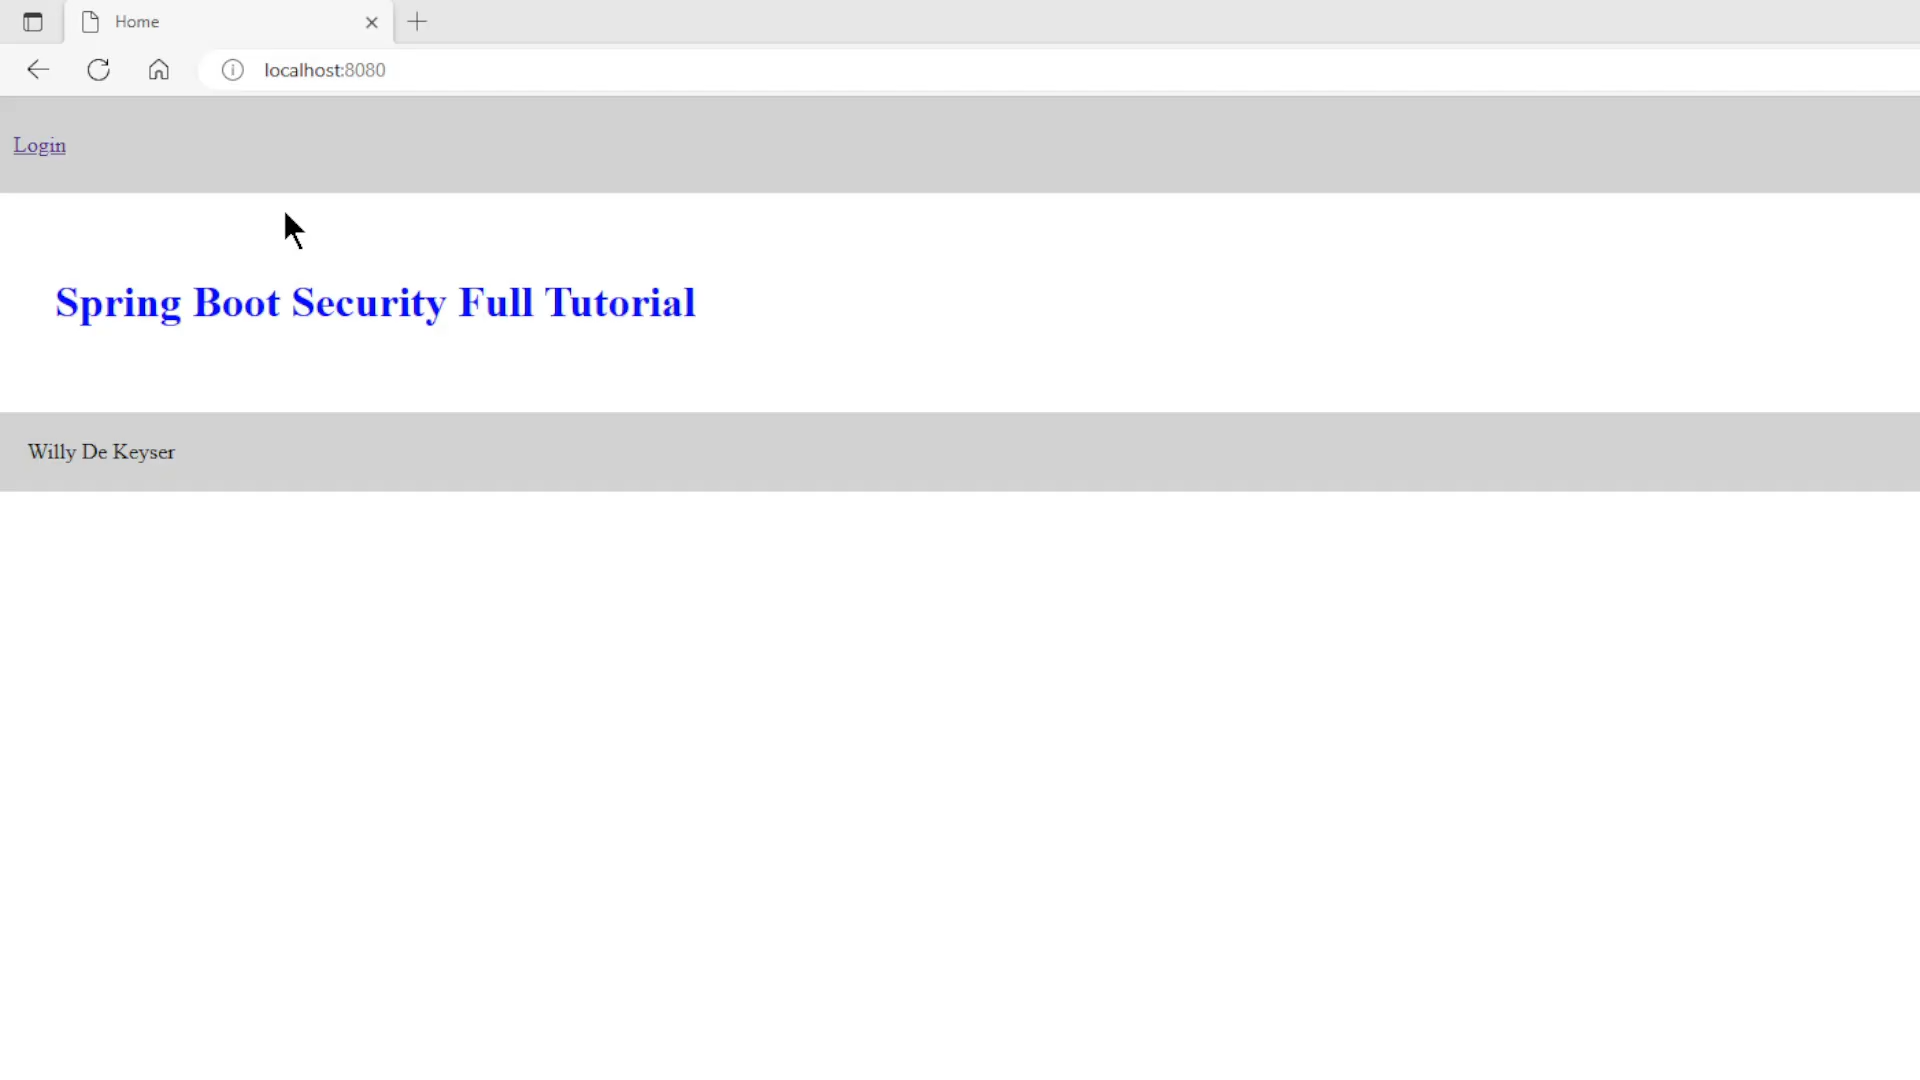 Home
localhost:8080
Login
Spring Boot Security Full Tutorial
Willy De Keyser